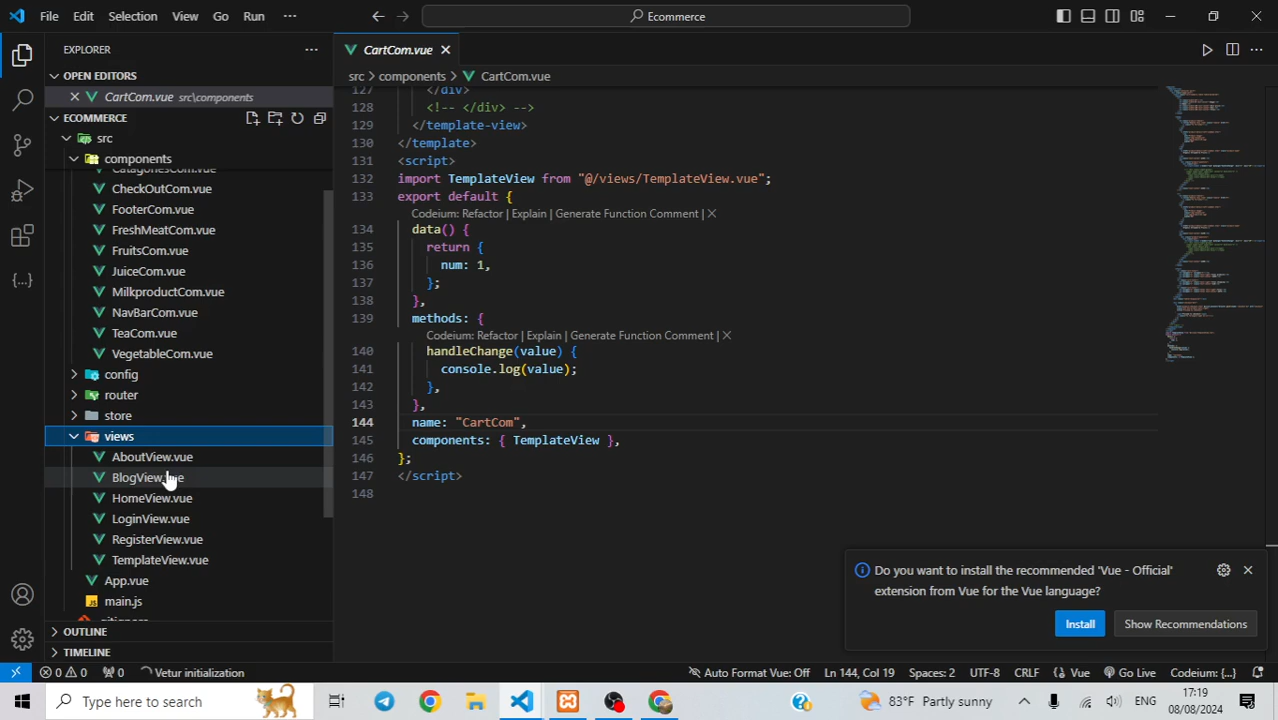 File Edit Selection View Go Run ··· Ecommerce
EXPLORER
OPEN EDITORS
CartCom.vue src\components
ECOMMERCE
src
components
CatagoriesCom.vue
CheckOutCom.vue
FooterCom.vue
FreshMeatCom.vue
FruitsCom.vue
JuiceCom.vue
MilkproductCom.vue
NavBarCom.vue
TeaCom.vue
VegetableCom.vue
config
router
store
views
AboutView.vue
BlogView.vue
HomeView.vue
LoginView.vue
RegisterView.vue
TemplateView.vue
App.vue
main.js
.gitignore
OUTLINE
TIMELINE
CartCom.vue
src > components > CartCom.vue
127 </div>
128 <!-- </div> -->
129 </template-view>
130 </template>
131 <script>
132 import TemplateView from "@/views/TemplateView.vue";
133 export default {
Codeium: Refactor | Explain | Generate Function Comment | ×
134 data() {
135 return {
136 num: 1,
137 };
138 },
139 methods: {
Codeium: Refactor | Explain | Generate Function Comment | ×
140 handleChange(value) {
141 console.log(value);
142 },
143 },
144 name: "CartCom",
145 components: { TemplateView },
146 };
147 </script>
148
Do you want to install the recommended 'Vue - Official'
extension from Vue for the Vue language?
Install Show Recommendations
0 0 0 Vetur initialization Auto Format Vue: Off Ln 144, Col 19 Spaces: 2 UTF-8 CRLF {} Vue Go Live Codeium: {...}
Type here to search 83°F Partly sunny ENG 17:19
08/08/2024